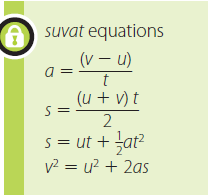 suvat equations
a = (v − u) / t
s = (u + v) t / 2
s = ut + ½at²
v² = u² + 2as